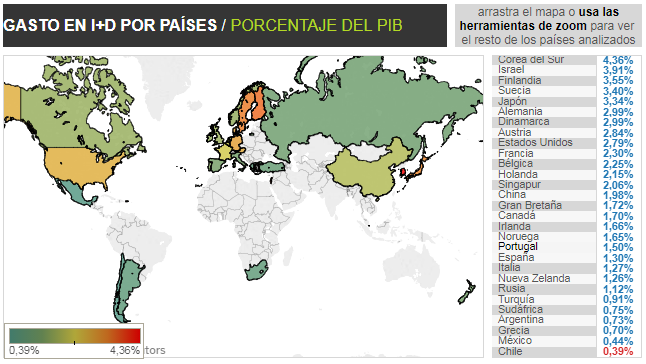 GASTO EN I+D POR PAÍSES / PORCENTAJE DEL PIB
arrastra el mapa o usa las
herramientas de zoom para ver
el resto de los países analizados
Corea del Sur 4,36%
Israel 3,91%
Finlandia 3,55%
Suecia 3,40%
Japón 3,34%
Alemania 2,99%
Dinamarca 2,99%
Austria 2,84%
Estados Unidos 2,79%
Francia 2,30%
Bélgica 2,25%
Holanda 2,15%
Singapur 2,06%
China 1,98%
Gran Bretaña 1,72%
Canadá 1,70%
Irlanda 1,66%
Noruega 1,65%
Portugal 1,50%
España 1,30%
Italia 1,27%
Nueva Zelanda 1,26%
Rusia 1,12%
Turquía 0,91%
Sudáfrica 0,75%
Argentina 0,73%
Grecia 0,70%
México 0,44%
Chile 0,39%
0,39% 4,36%
tors